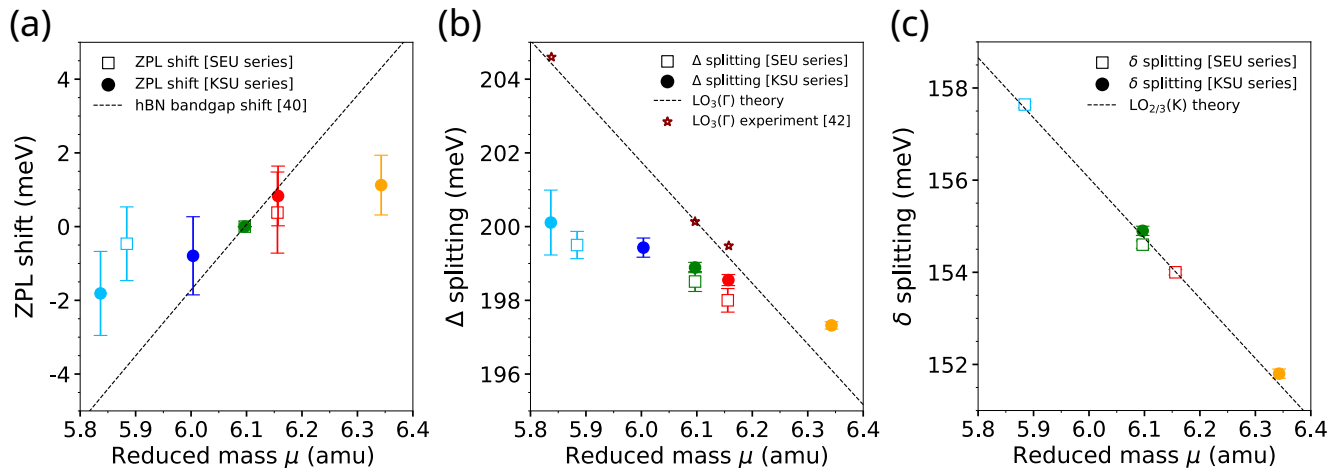 (a)
ZPL shift (meV)
4
2
0
-2
-4
ZPL shift [SEU series]
ZPL shift [KSU series]
hBN bandgap shift [40]
5.8 5.9 6.0 6.1 6.2 6.3 6.4
Reduced mass μ (amu)
(b)
Δ splitting (meV)
204
202
200
198
196
Δ splitting [SEU series]
Δ splitting [KSU series]
LO₃(Γ) theory
LO₃(Γ) experiment [42]
5.8 5.9 6.0 6.1 6.2 6.3 6.4
Reduced mass μ (amu)
(c)
δ splitting (meV)
158
156
154
152
δ splitting [SEU series]
δ splitting [KSU series]
LO₂/₃(K) theory
5.8 5.9 6.0 6.1 6.2 6.3 6.4
Reduced mass μ (amu)